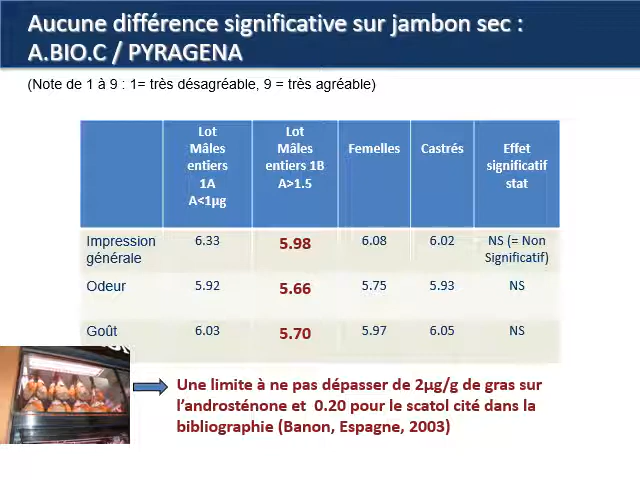 Aucune différence significative sur jambon sec :
A.BIO.C / PYRAGENA
(Note de 1 à 9 : 1= très désagréable, 9 = très agréable)
Lot Mâles entiers 1A A<1µg
Lot Mâles entiers 1B A>1.5
Femelles
Castrés
Effet significatif stat
Impression générale 6.33 5.98 6.08 6.02 NS (= Non Significatif)
Odeur 5.92 5.66 5.75 5.93 NS
Goût 6.03 5.70 5.97 6.05 NS
Une limite à ne pas dépasser de 2µg/g de gras sur
l'androsténone et 0.20 pour le scatol cité dans la
bibliographie (Banon, Espagne, 2003)